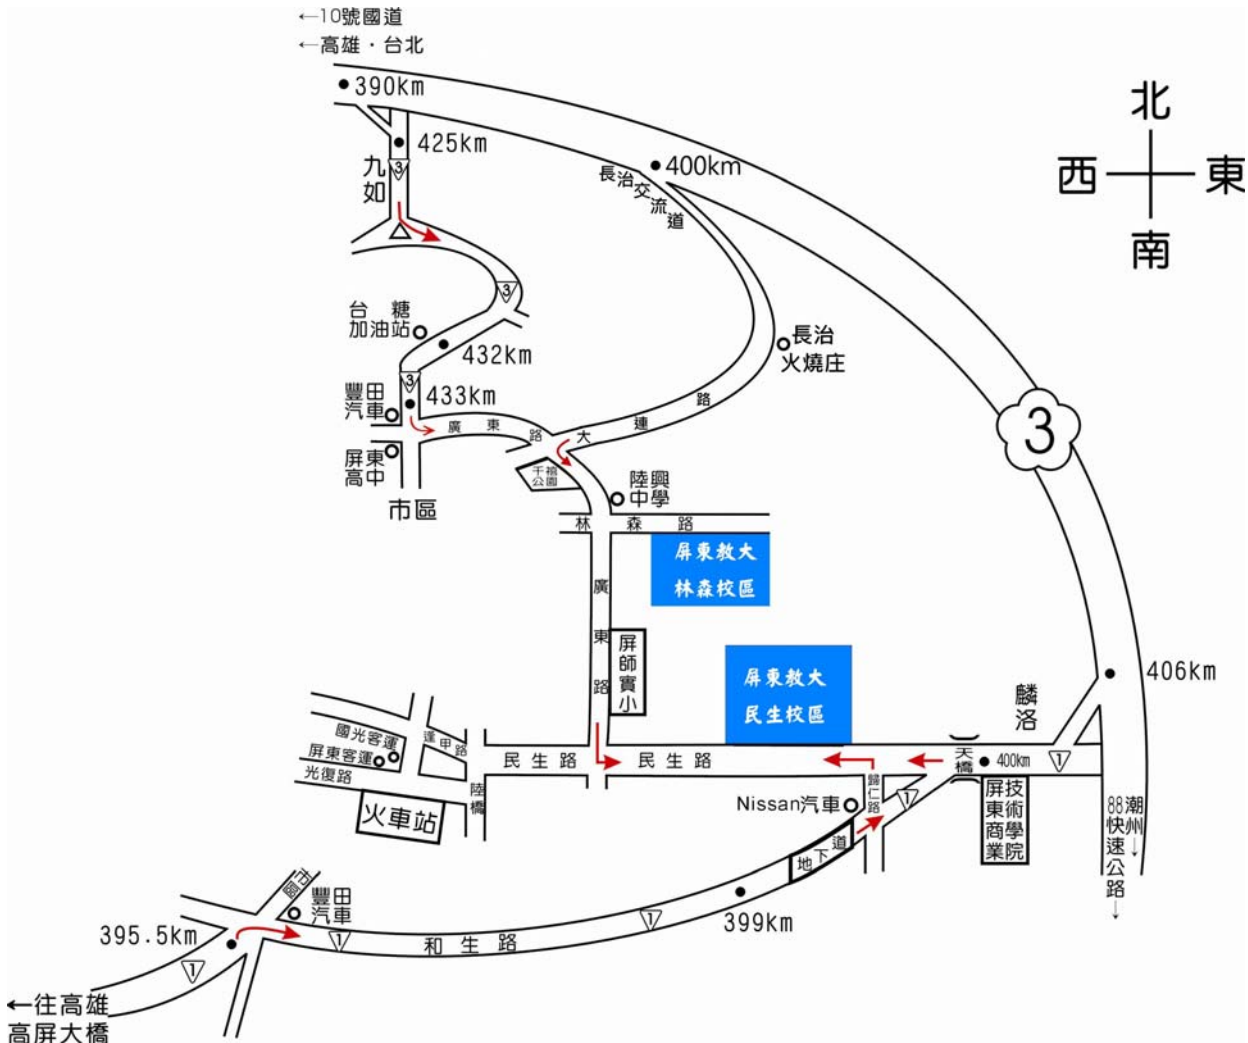 ←10號國道
←高雄．台北
390km
北
425km
400km
九如
3
長治交流道
西
東
南
3
台糖
加油站
432km
長治
火燒庄
3
433km
豐田
汽車
廣東路
大連路
3
屏東
高中
千禧
公園
陸興
中學
市區
林森路
屏東教大
林森校區
廣東路
屏師實小
屏東教大
民生校區
406km
麟洛
國光客運
逢甲路
屏東客運
光復路
民生路
民生路
天橋
400km
1
陸橋
火車站
歸仁路
Nissan汽車
1
屏東商業
技術學院
88快速公路→
潮州→
地下道
市區
豐田
汽車
399km
395.5km
1
1
和生路
1
←往高雄
高屏大橋